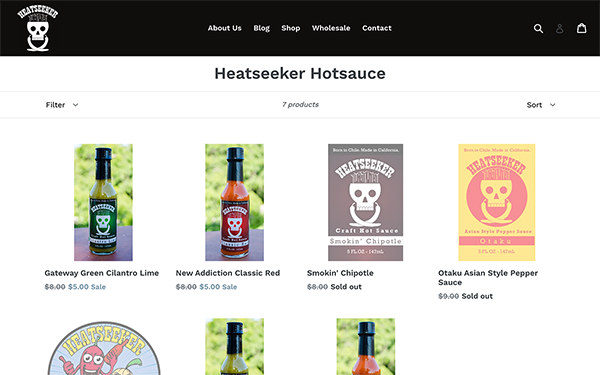 HEATSEEKER
About Us Blog Shop Wholesale Contact
Heatseeker Hotsauce
Filter
7 products
Sort
HEATSEEKER
HEATSEEKER
Born in Chile. Made in California.
HEATSEEKER
Craft Hot Sauce
Smokin' Chipotle
5 FL OZ - 147mL
Born in Chile. Made in California.
HEATSEEKER
Asian Style Pepper Sauce
Otaku
5 FL OZ - 147mL
Gateway Green Cilantro Lime
$8.00 $5.00 Sale
New Addiction Classic Red
$8.00 $5.00 Sale
Smokin' Chipotle
$8.00 Sold out
Otaku Asian Style Pepper
Sauce
$9.00 Sold out
HEATSEEKER